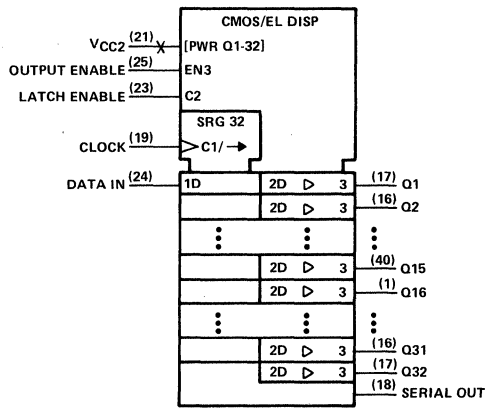 CMOS/EL DISP
VCC2 (21) [PWR Q1-32]
OUTPUT ENABLE (25) EN3
LATCH ENABLE (23) C2
SRG 32
CLOCK (19) C1/
DATA IN (24) 1D 2D 3 (17) Q1
2D 3 (16) Q2
2D 3 (40) Q15
2D 3 (1) Q16
2D 3 (16) Q31
2D 3 (17) Q32
(18) SERIAL OUT